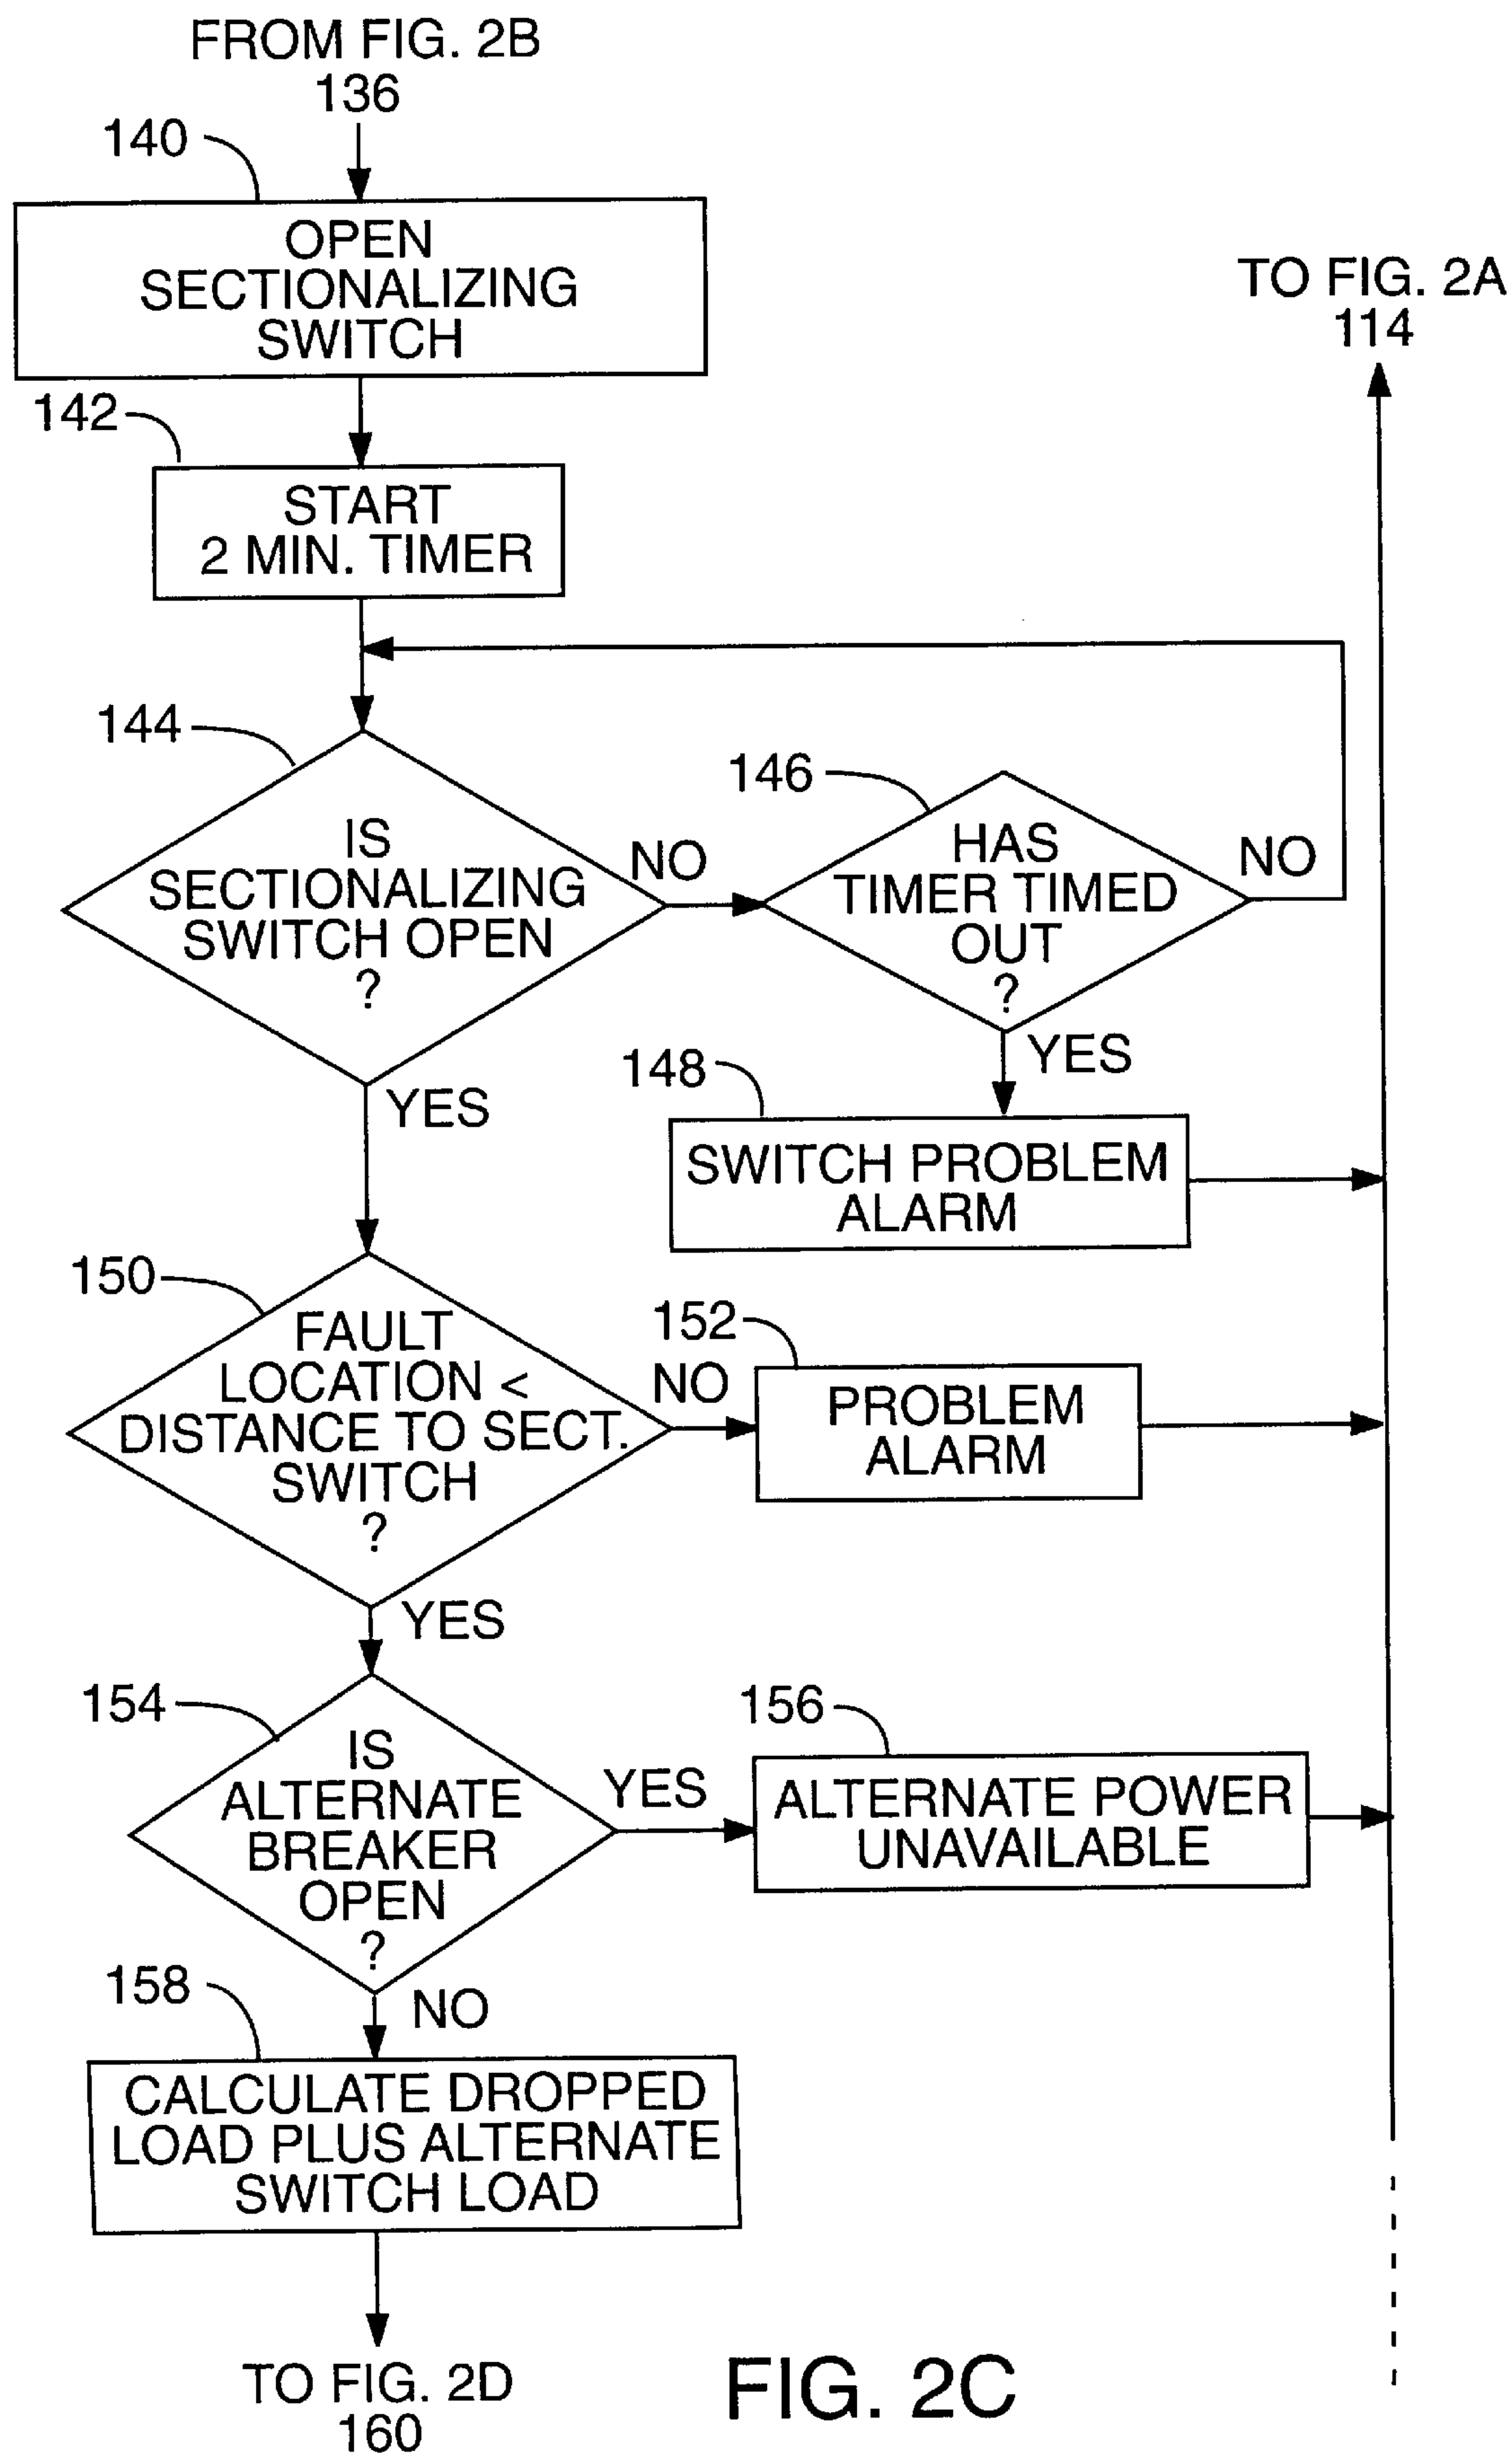 FROM FIG. 2B
136
140
OPEN
SECTIONALIZING
SWITCH
TO FIG. 2A
114
142
START
2 MIN. TIMER
144
IS
SECTIONALIZING
SWITCH OPEN
?
NO
146
HAS
TIMER TIMED
OUT
?
NO
YES
YES
148
SWITCH PROBLEM
ALARM
150
FAULT
LOCATION <
DISTANCE TO SECT.
SWITCH
?
NO
152
PROBLEM
ALARM
YES
154
IS
ALTERNATE
BREAKER
OPEN
?
YES
156
ALTERNATE POWER
UNAVAILABLE
NO
158
CALCULATE DROPPED
LOAD PLUS ALTERNATE
SWITCH LOAD
TO FIG. 2D
160
FIG. 2C